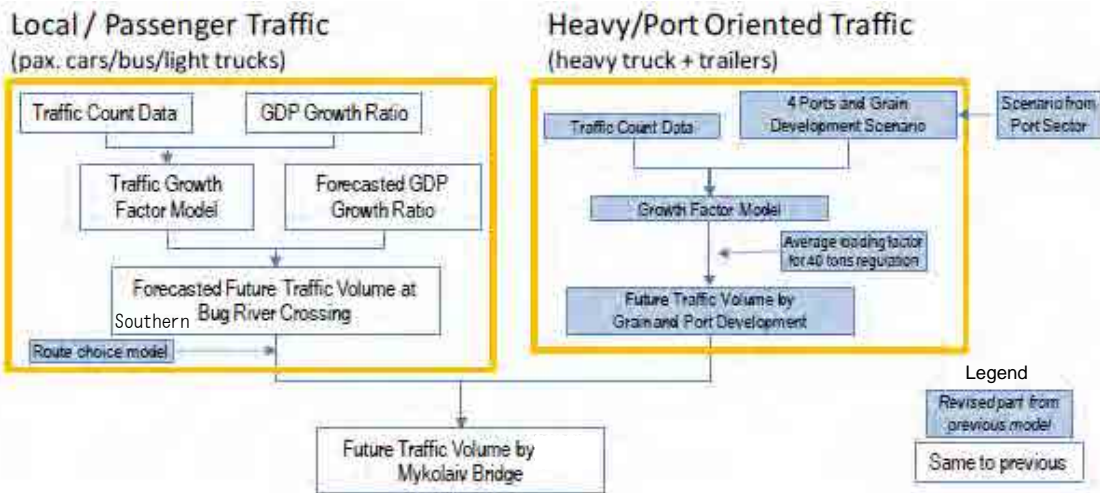 Local / Passenger Traffic
(pax. cars/bus/light trucks)
Traffic Count Data
GDP Growth Ratio
Traffic Growth
Factor Model
Forecasted GDP
Growth Ratio
Forecasted Future Traffic Volume at
Southern Bug River Crossing
Route choice model
Heavy/Port Oriented Traffic
(heavy truck + trailers)
Traffic Count Data
4 Ports and Grain
Development Scenario
Scenario from
Port Sector
Growth Factor Model
Average loading factor
for 40 tons regulation
Future Traffic Volume by
Grain and Port Development
Future Traffic Volume by
Mykolaiv Bridge
Legend
Revised part from
previous model
Same to previous